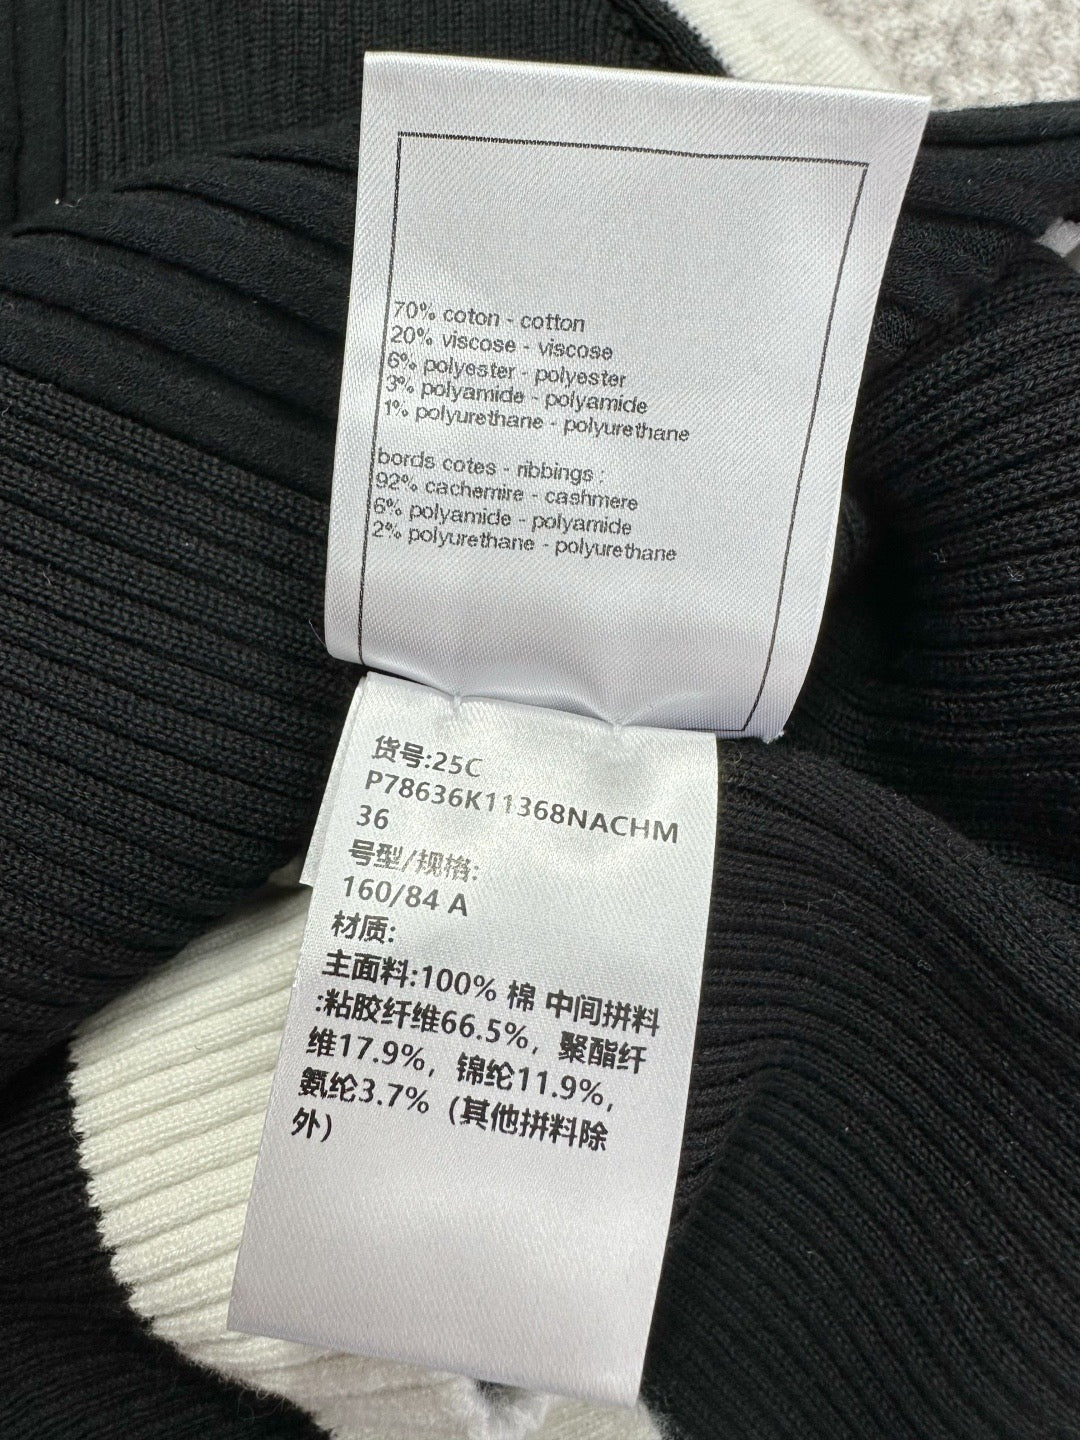 70% coton - cotton
20% viscose - viscose
6% polyester - polyester
3% polyamide - polyamide
1% polyurethane - polyurethane
bords cotes - ribbings :
92% cachemire - cashmere
6% polyamide - polyamide
2% polyurethane - polyurethane
货号:25C
P78636K11368NACHM
36
号型/规格:
160/84 A
材质:
主面料:100% 棉 中间拼料
:粘胶纤维66.5%, 聚酯纤
维17.9%, 锦纶11.9%,
氨纶3.7% (其他拼料除
外)